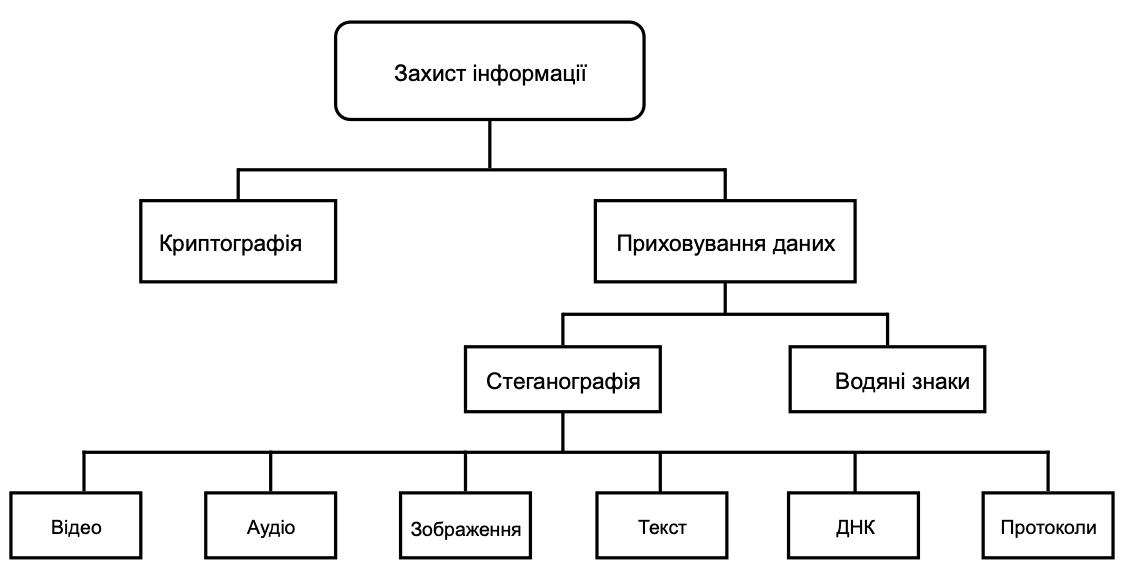 Захист інформації
Криптографія
Приховування даних
Стеганографія
Водяні знаки
Відео
Аудіо
Зображення
Текст
ДНК
Протоколи